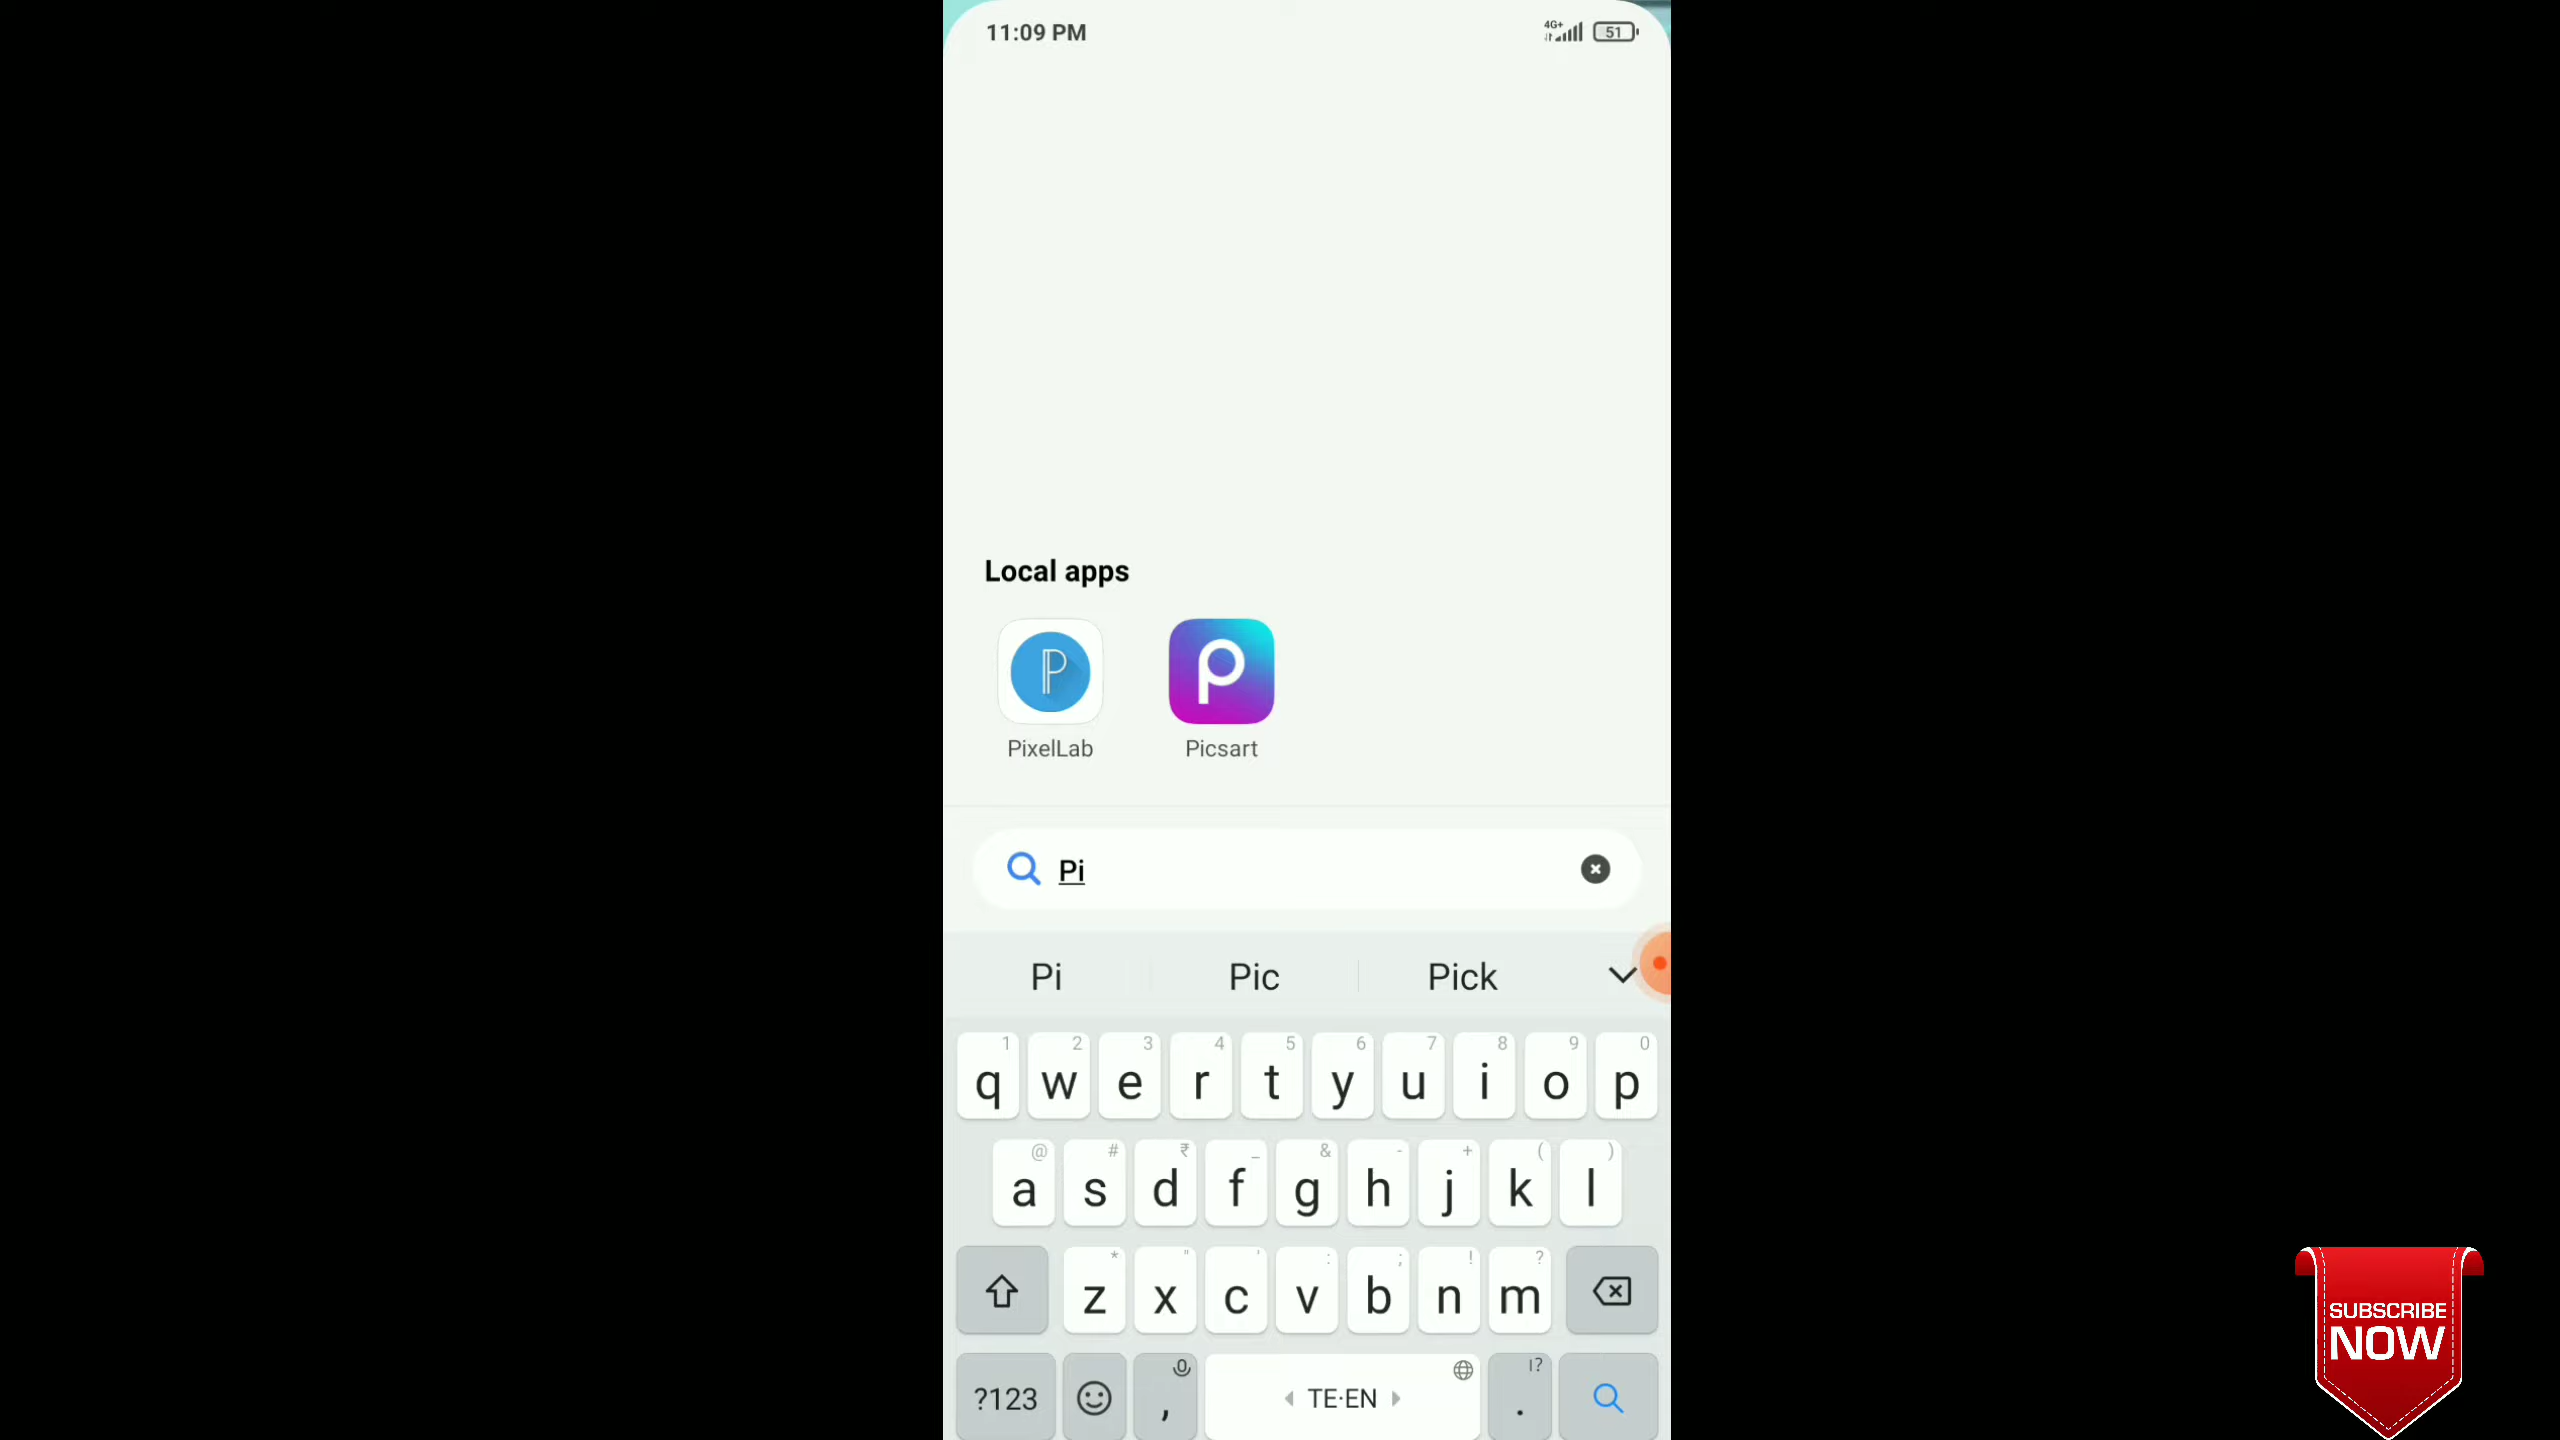 11:09 PM
4G+ 51
Local apps
PixelLab Picsart
Pi
Pi Pic Pick
1 2 3 4 5 6 7 8 9 0
q w e r t y u i o p
@ # ₹ _ & - + ( )
a s d f g h j k l
* " ' : ; ! ?
z x c v b n m
?123 , TE·EN . !?
SUBSCRIBE
NOW